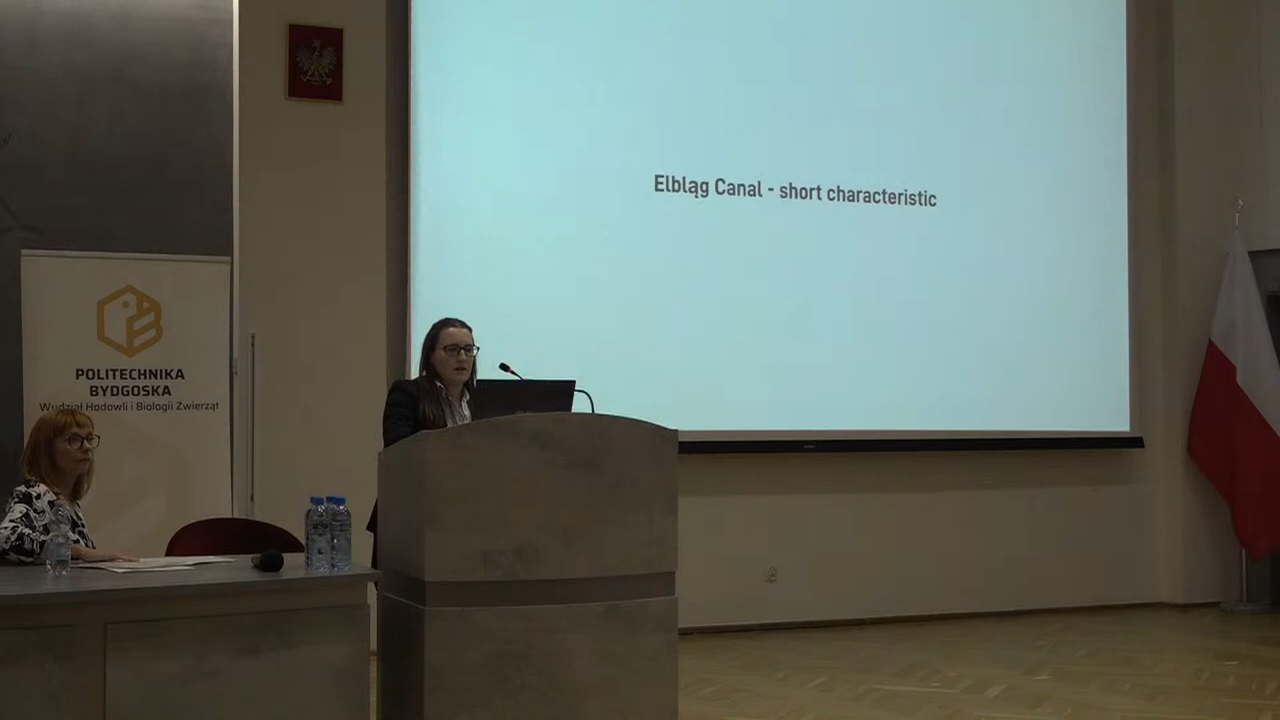 Elbląg Canal - short characteristic
POLITECHNIKA
BYDGOSKA
Wydział Hodowli i Biologii Zwierząt